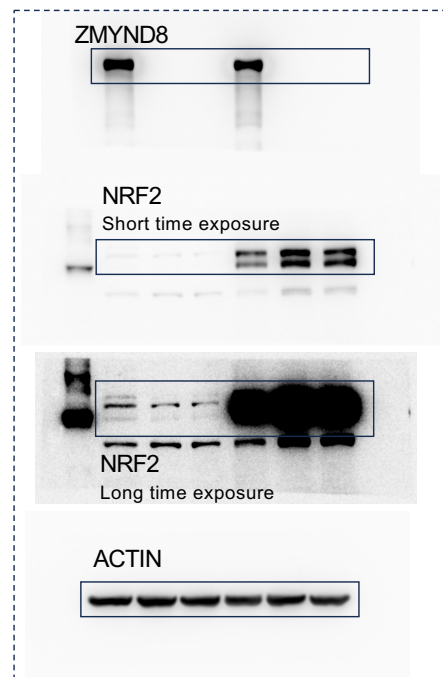 ZMYND8
NRF2
Short time exposure
NRF2
Long time exposure
ACTIN